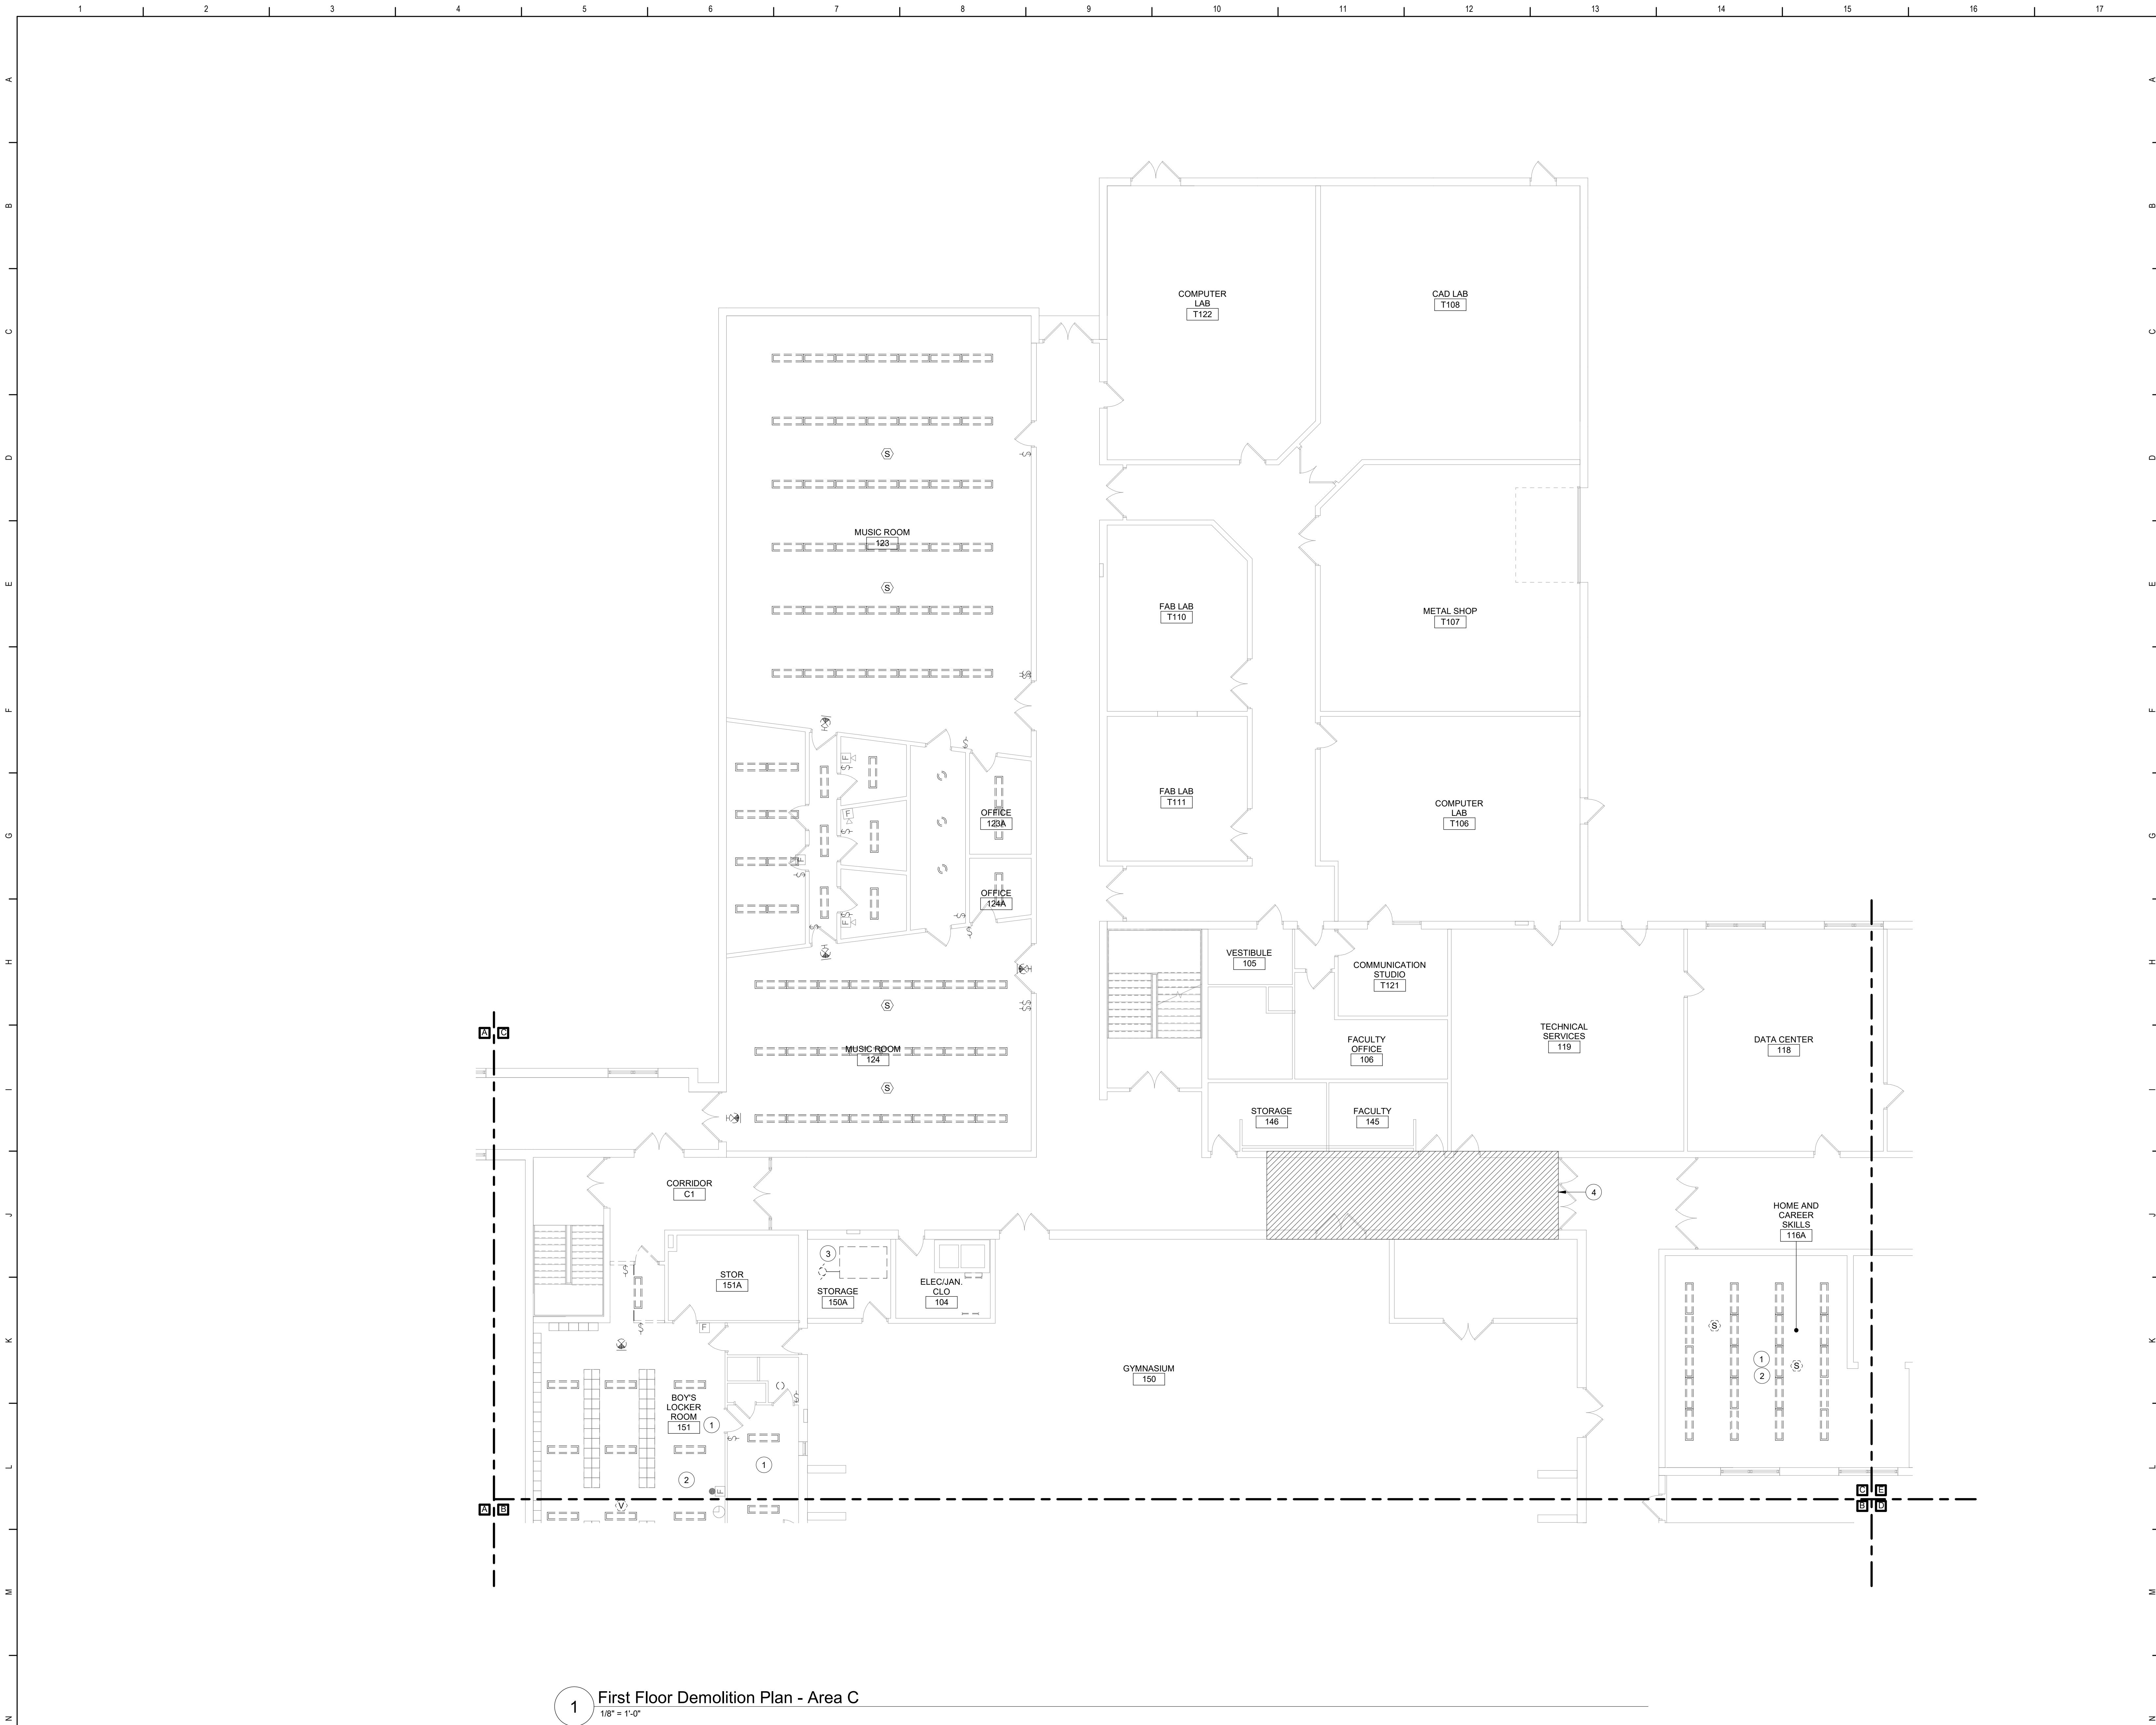 1 2 3 4 5 6 7 8 9 10 11 12 13 14 15 16 17
A A
B B
C C
D D
E E
F F
G G
H H
I I
J J
K K
L L
M M
N N
COMPUTER
LAB
T122
CAD LAB
T108
S
S
MUSIC ROOM
123
S
S
S
FAB LAB
T110
METAL SHOP
T107
F
F
F
F
OFFICE
123A
FAB LAB
T111
COMPUTER
LAB
T106
OFFICE
124A
VESTIBULE
105
COMMUNICATION
STUDIO
T121
S
MUSIC ROOM
124
S
FACULTY
OFFICE
106
TECHNICAL
SERVICES
119
DATA CENTER
118
A C
STORAGE
146
FACULTY
145
CORRIDOR
C1
4
HOME AND
CAREER
SKILLS
116A
STOR
151A
3
STORAGE
150A
ELEC/JAN.
CLO
104
F
S
S
1
2
GYMNASIUM
150
BOY'S
LOCKER
ROOM
151
1
1
2
F
V
A B
C E
B D
1
First Floor Demolition Plan - Area C
1/8" = 1'-0"